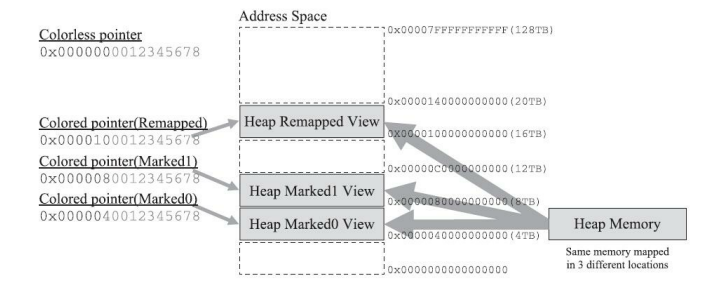 Address Space
Colorless pointer
0x0000000012345678
Colored pointer(Remapped)
0x0000100012345678
Colored pointer(Marked1)
0x0000080012345678
Colored pointer(Marked0)
0x0000040012345678
Heap Remapped View
Heap Marked1 View
Heap Marked0 View
0x00007FFFFFFFFFFF(128TB)
0x0000140000000000(20TB)
0x0000100000000000(16TB)
0x00000C0000000000(12TB)
0x0000080000000000(8TB)
0x0000040000000000(4TB)
0x0000000000000000
Heap Memory
Same memory mapped
in 3 different locations